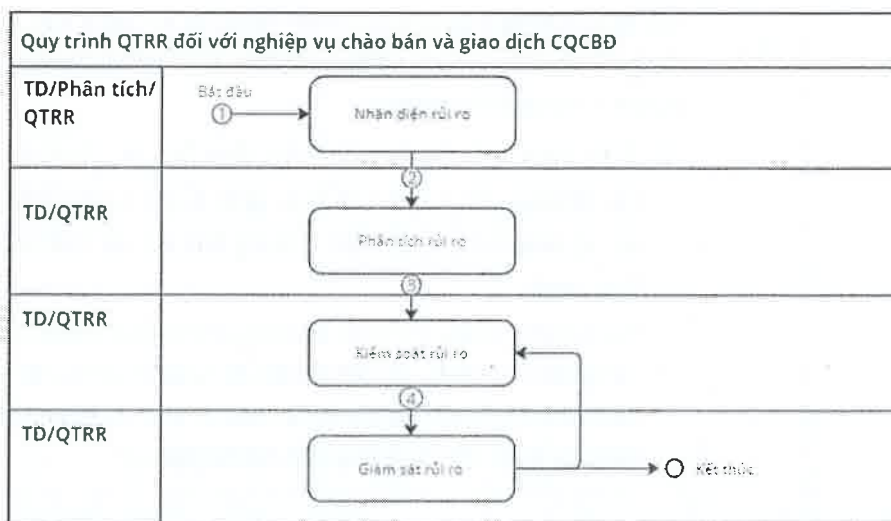 Quy trình QTRR đối với nghiệp vụ chào bán và giao dịch CQCBĐ
TD/Phân tích/
QTRR
Bắt đầu
1
Nhận diện rủi ro
2
TD/QTRR
Phân tích rủi ro
3
TD/QTRR
Kiểm soát rủi ro
4
TD/QTRR
Giám sát rủi ro
Kết thúc